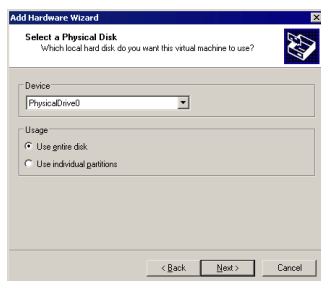 Add Hardware Wizard
Select a Physical Disk
Which local hard disk do you want this virtual machine to use?
Device
PhysicalDrive0
Usage
Use entire disk
Use individual partitions
< Back
Next >
Cancel